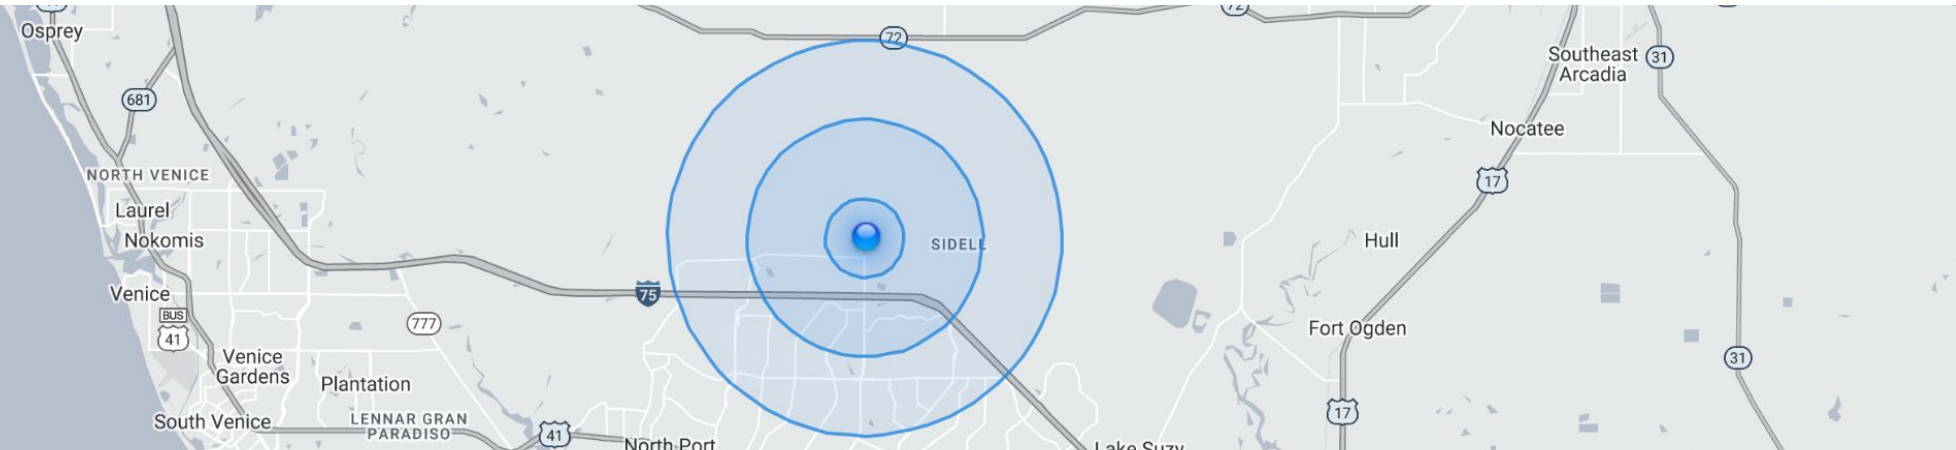 72
Osprey
72
Southeast
Arcadia
31
681
Nocatee
NORTH VENICE
17
Laurel
Nokomis
SIDELL
Hull
Venice
75
BUS
41
777
Fort Ogden
Venice
Gardens
31
Plantation
South Venice
LENNAR GRAN
PARADISO
41
17
North Port
Lake Suzy